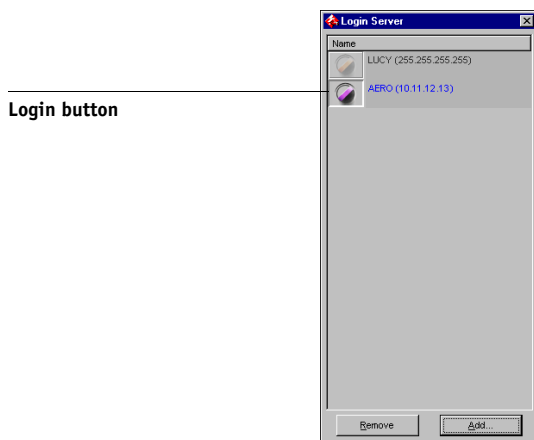 Login Server
Name
LUCY (255.255.255.255)
AERO (10.11.12.13)
Login button
Remove
Add...